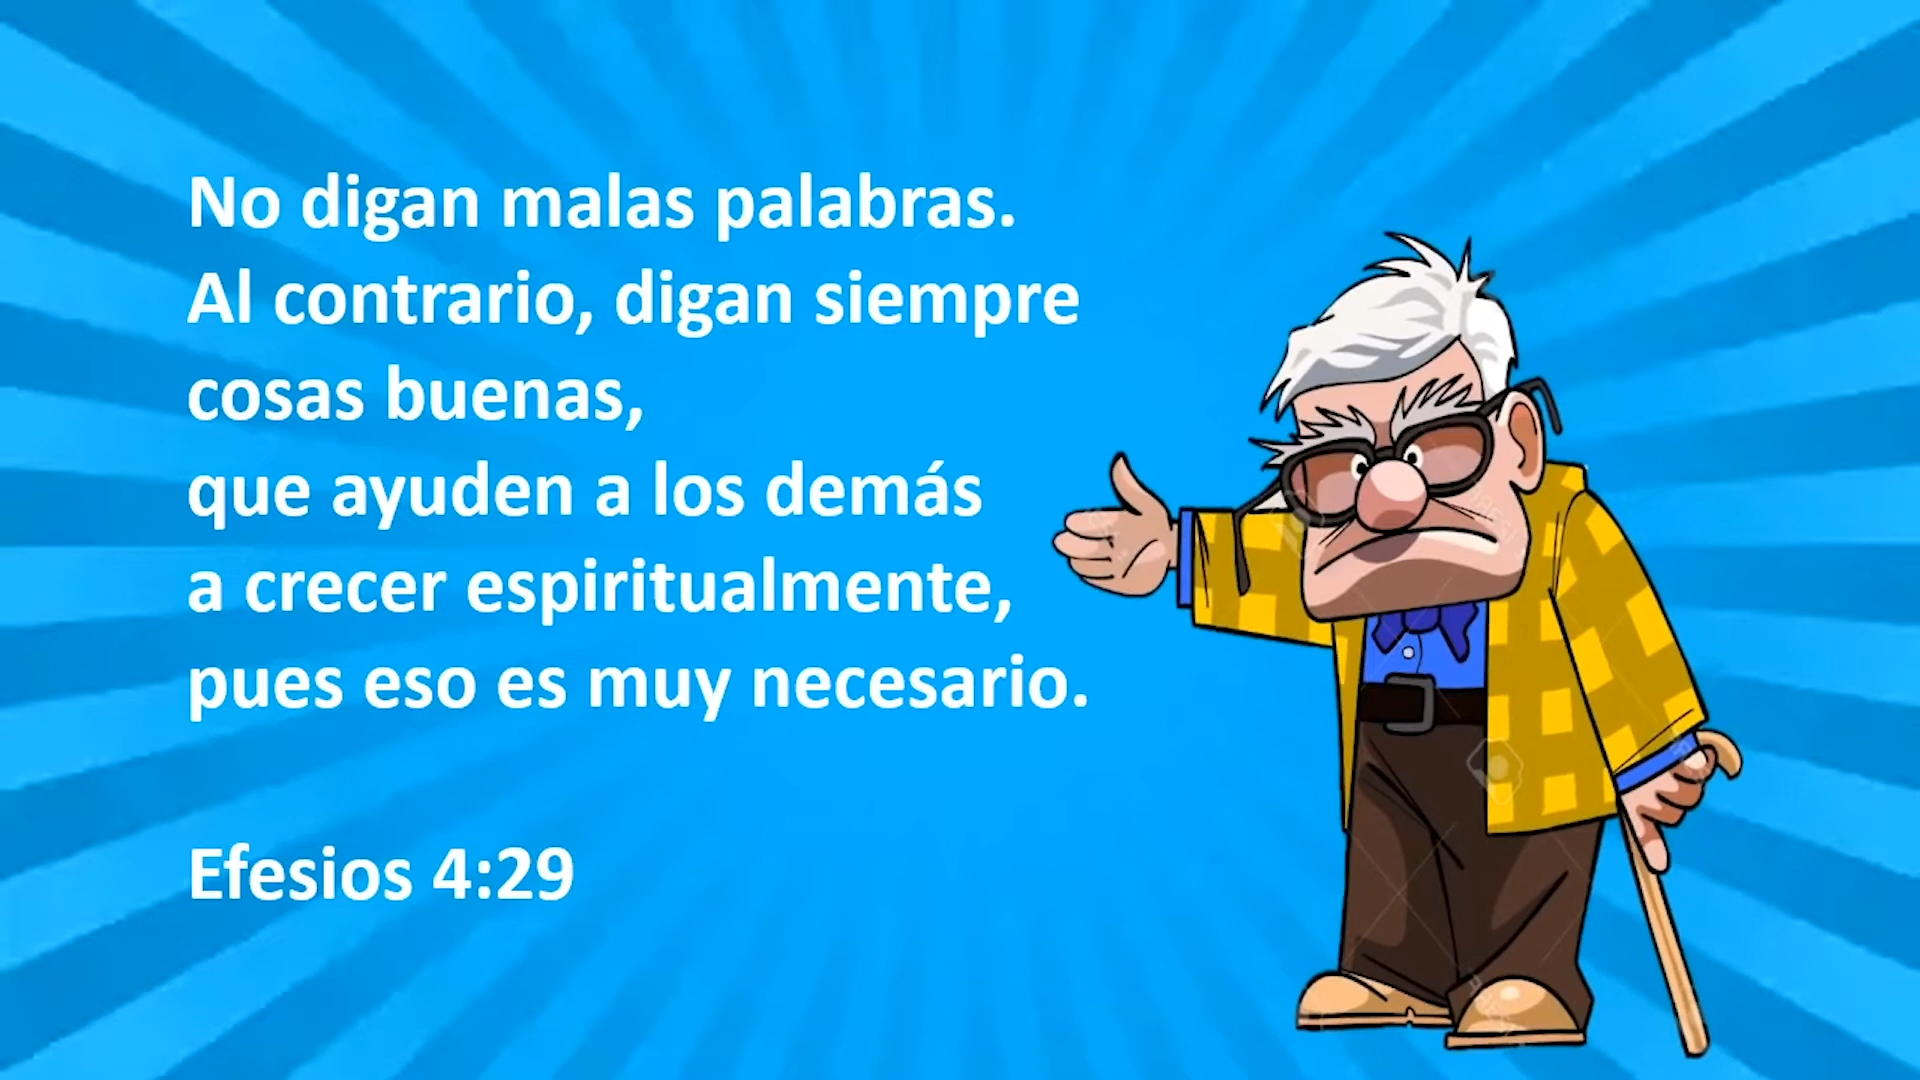 No digan malas palabras.
Al contrario, digan siempre
cosas buenas,
que ayuden a los demás
a crecer espiritualmente,
pues eso es muy necesario.
Efesios 4:29